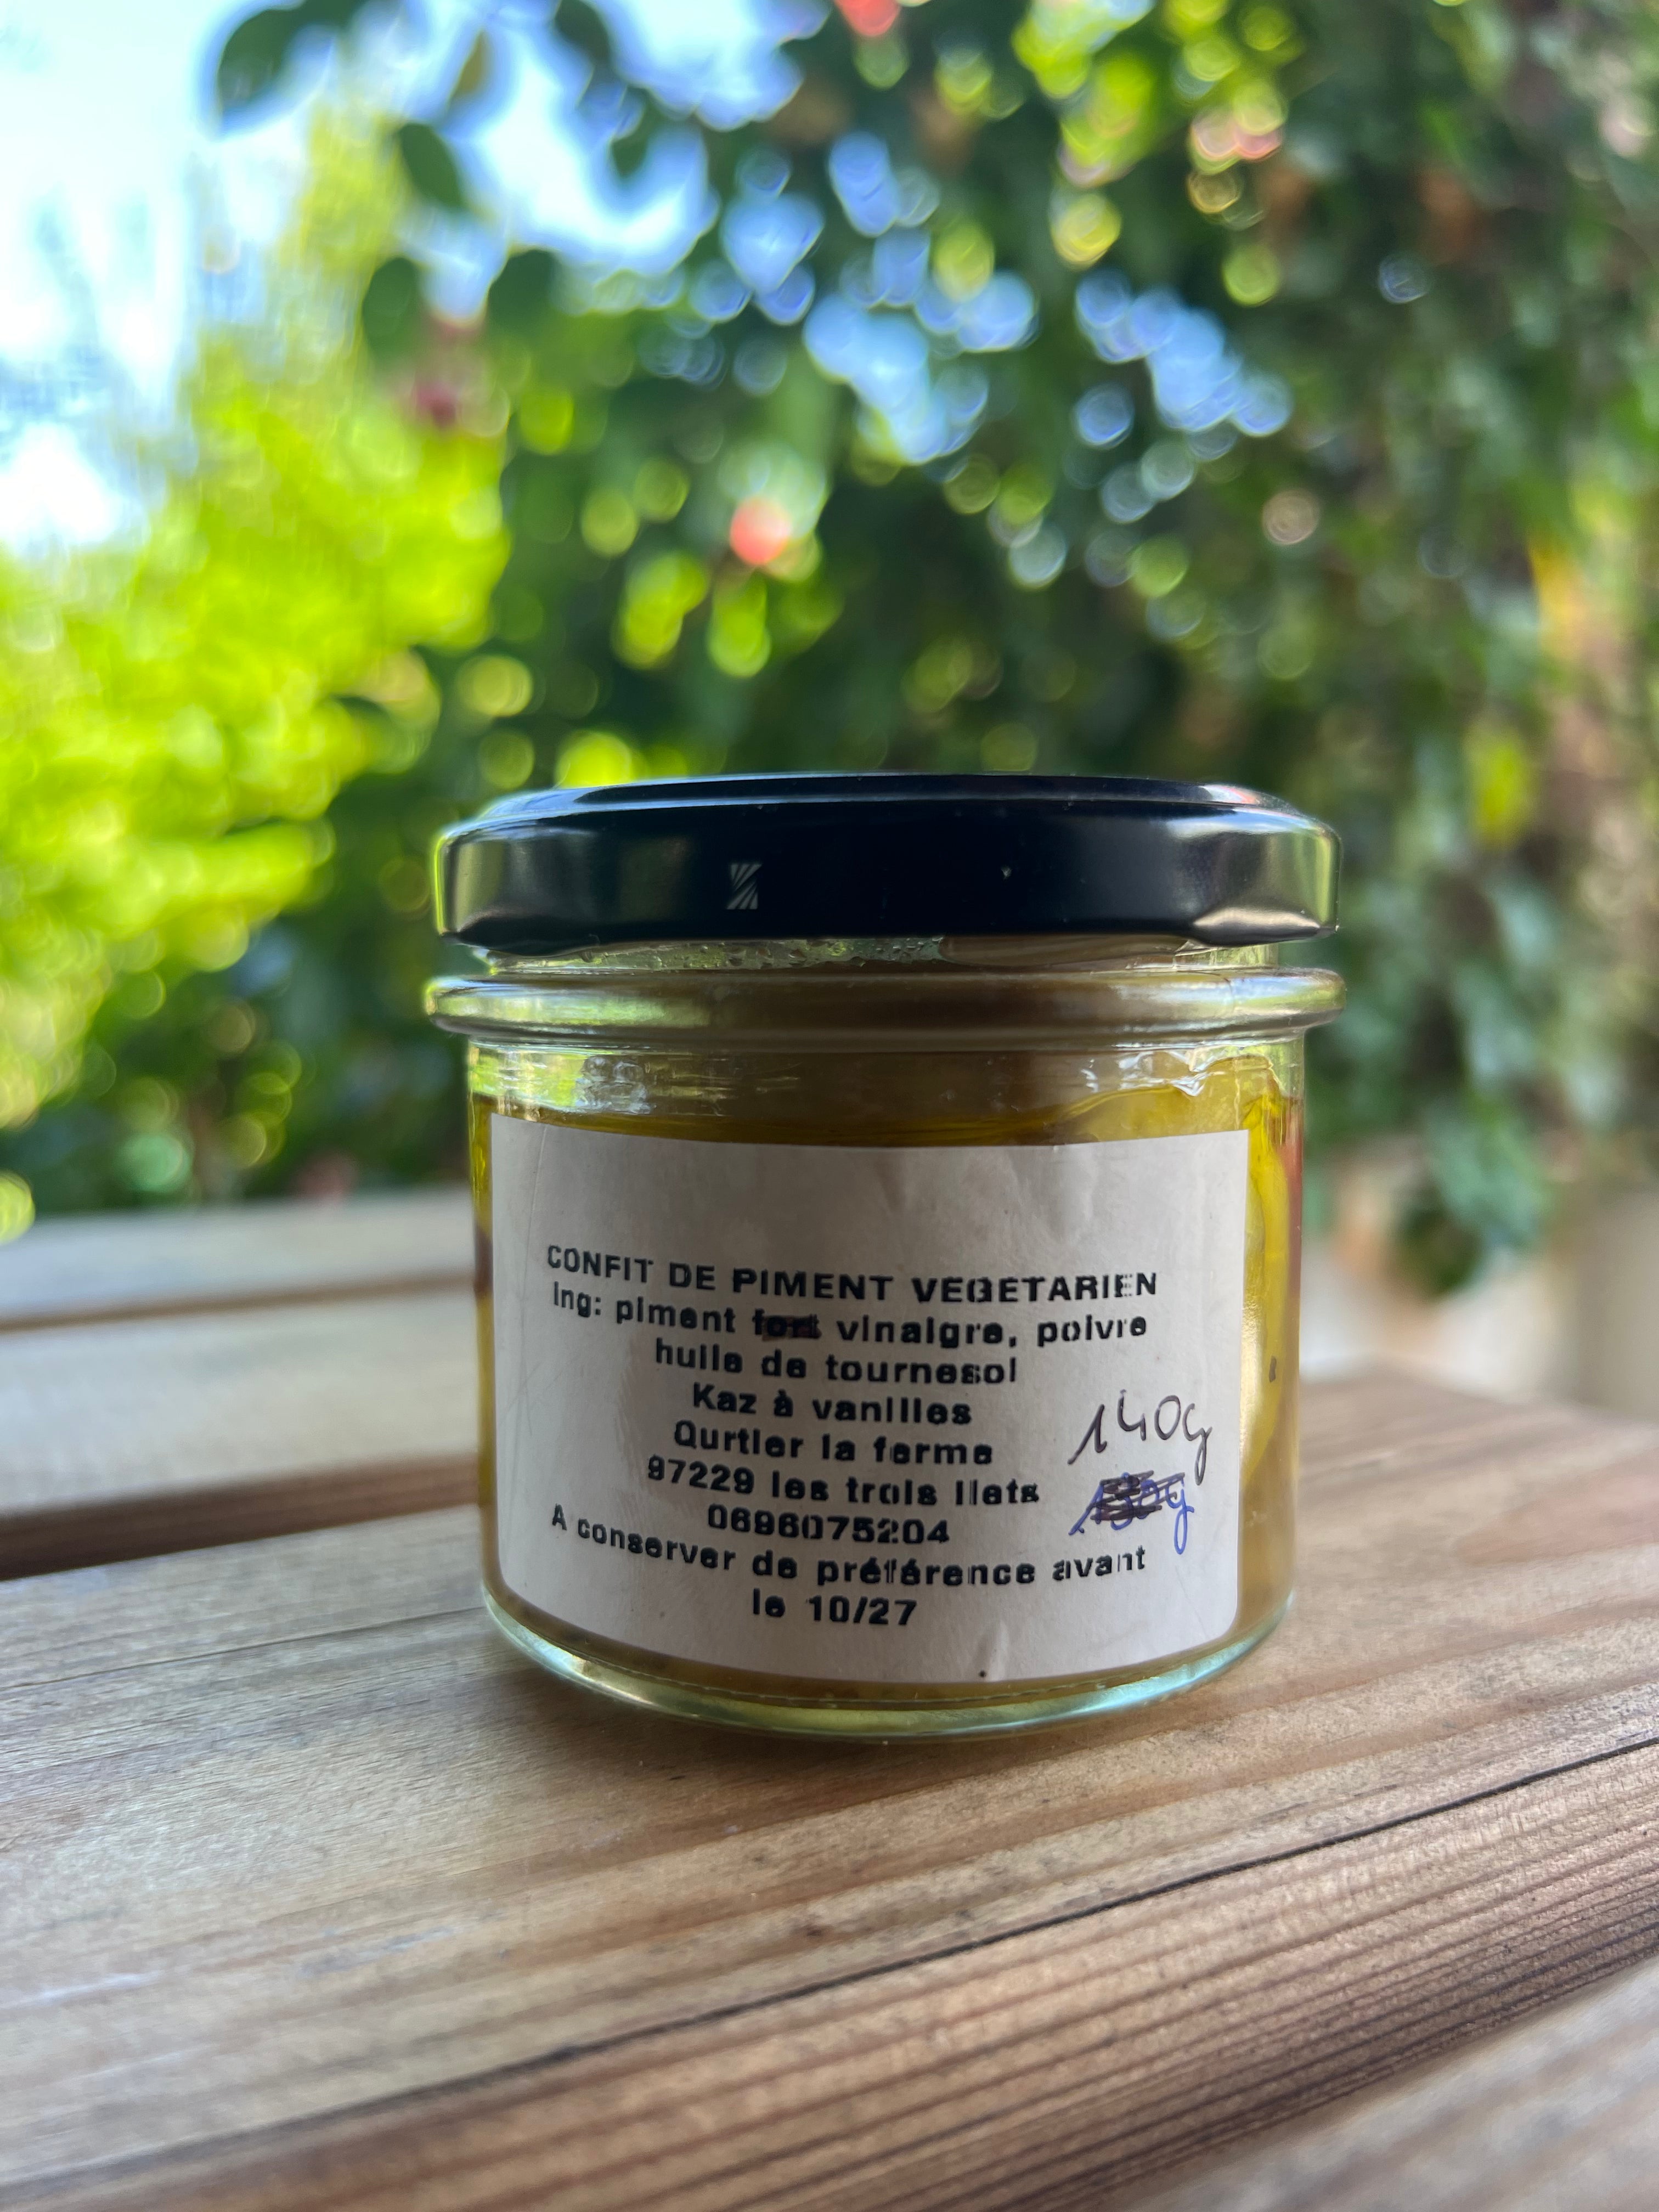 CONFIT DE PIMENT VEGETARIEN
Ing: piment fort vinaigre, poivre
huile de tournesol
Kaz à vanilles
Qurtier la ferme
97229 les trois Ilets
0696075204
140g
A conserver de préférence avant
le 10/27